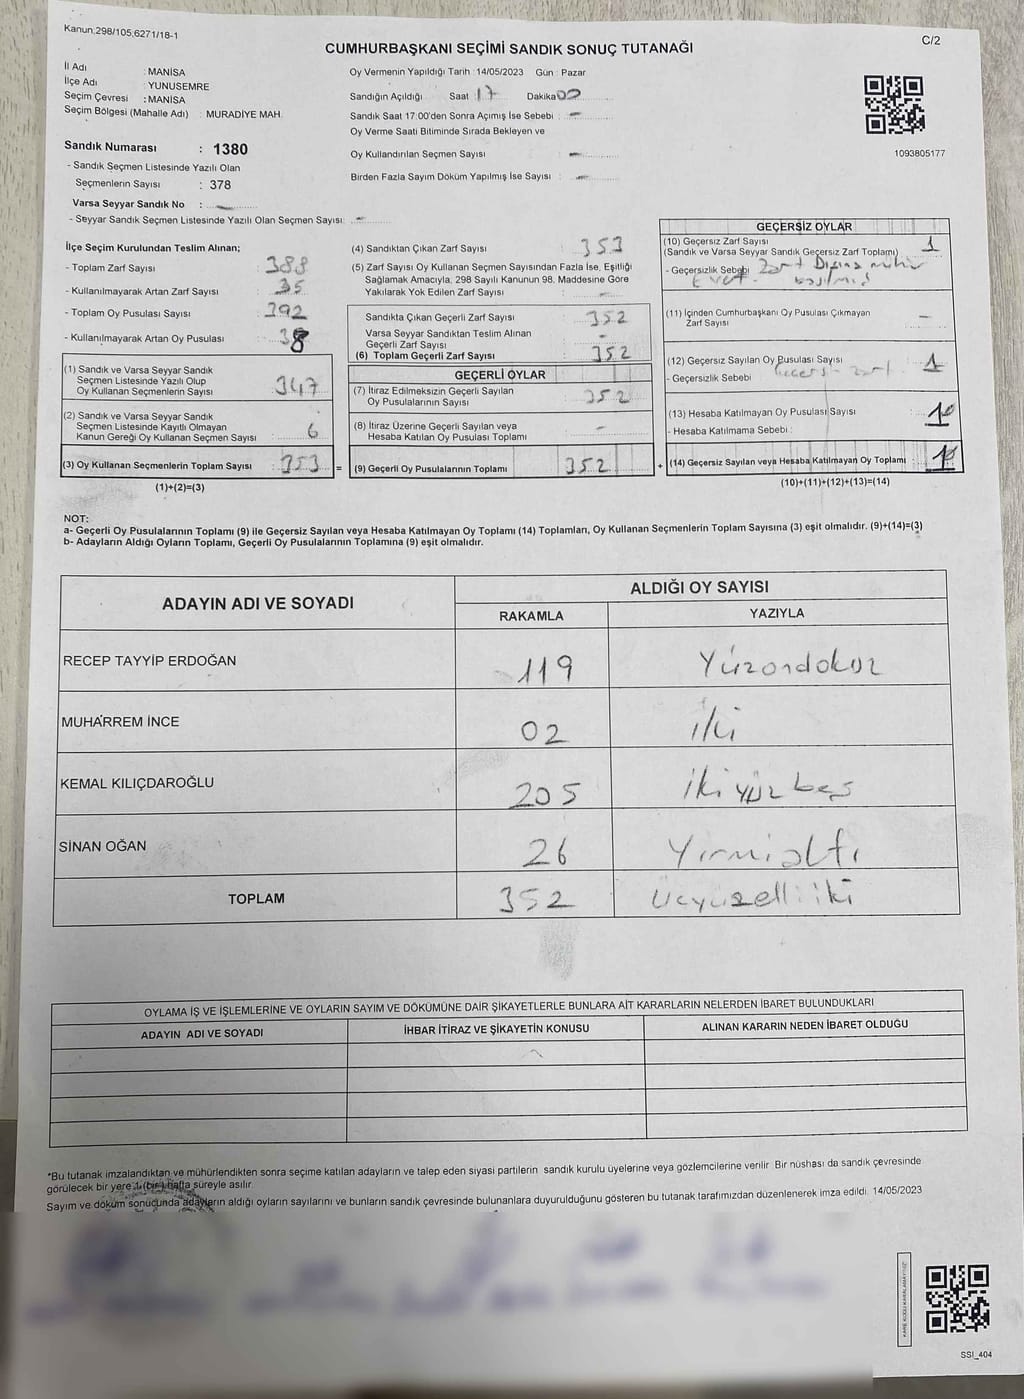 Kanun;298/105;6271/18-1
C/2
CUMHURBAŞKANI SEÇİMİ SANDIK SONUÇ TUTANAĞI
İl Adı : MANİSA
İlçe Adı : YUNUSEMRE
Seçim Çevresi : MANİSA
Seçim Bölgesi (Mahalle Adı) : MURADİYE MAH.
Sandık Numarası : 1380
- Sandık Seçmen Listesinde Yazılı Olan
Seçmenlerin Sayısı : 378
Varsa Seyyar Sandık No :
- Seyyar Sandık Seçmen Listesinde Yazılı Olan Seçmen Sayısı: -
Oy Vermenin Yapıldığı Tarih : 14/05/2023 Gün : Pazar
Sandığın Açıldığı Saat 17 Dakika 00
Sandık Saat 17:00'den Sonra Açımış İse Sebebi : -
Oy Verme Saati Bitiminde Sırada Bekleyen ve
Oy Kullandırılan Seçmen Sayısı -
Birden Fazla Sayım Döküm Yapılmış İse Sayısı : -
1093805177
İlçe Seçim Kurulundan Teslim Alınan;
- Toplam Zarf Sayısı : 388
- Kullanılmayarak Artan Zarf Sayısı : 35
- Toplam Oy Pusulası Sayısı : 392
- Kullanılmayarak Artan Oy Pusulası : 38
(1) Sandık ve Varsa Seyyar Sandık
Seçmen Listesinde Yazılı Olup
Oy Kullanan Seçmenlerin Sayısı : 347
(2) Sandık ve Varsa Seyyar Sandık
Seçmen Listesinde Kayıtlı Olmayan
Kanun Gereği Oy Kullanan Seçmen Sayısı : 6
(3) Oy Kullanan Seçmenlerin Toplam Sayısı : 353 =
(1)+(2)=(3)
(4) Sandıktan Çıkan Zarf Sayısı : 353
(5) Zarf Sayısı Oy Kullanan Seçmen Sayısından Fazla İse, Eşitliği
Sağlamak Amacıyla; 298 Sayılı Kanunun 98. Maddesine Göre
Yakılarak Yok Edilen Zarf Sayısı : -
Sandıkta Çıkan Geçerli Zarf Sayısı : 352
Varsa Seyyar Sandıktan Teslim Alınan
Geçerli Zarf Sayısı : -
(6) Toplam Geçerli Zarf Sayısı : 352
GEÇERLİ OYLAR
(7) İtiraz Edilmeksizin Geçerli Sayılan
Oy Pusulalarının Sayısı : 352
(8) İtiraz Üzerine Geçerli Sayılan veya
Hesaba Katılan Oy Pusulası Toplamı : -
(9) Geçerli Oy Pusulalarının Toplamı : 352 +
GEÇERSİZ OYLAR
(10) Geçersiz Zarf Sayısı
(Sandık ve Varsa Seyyar Sandık Geçersiz Zarf Toplamı) : 1
- Geçersizlik Sebebi Zarf Dışına mühür
Evet basılmış
(11) İçinden Cumhurbaşkanı Oy Pusulası Çıkmayan
Zarf Sayısı : -
(12) Geçersiz Sayılan Oy Pusulası Sayısı : 1
- Geçersizlik Sebebi : zarf
(13) Hesaba Katılmayan Oy Pusulası Sayısı :
- Hesaba Katılmama Sebebi :
(14) Geçersiz Sayılan veya Hesaba Katılmayan Oy Toplamı :
(10)+(11)+(12)+(13)=(14)
NOT:
a- Geçerli Oy Pusulalarının Toplamı (9) ile Geçersiz Sayılan veya Hesaba Katılmayan Oy Toplamı (14) Toplamları, Oy Kullanan Seçmenlerin Toplam Sayısına (3) eşit olmalıdır. (9)+(14)=(3)
b- Adayların Aldığı Oyların Toplamı, Geçerli Oy Pusulalarının Toplamına (9) eşit olmalıdır.
ADAYIN ADI VE SOYADI
ALDIĞI OY SAYISI
RAKAMLA YAZIYLA
RECEP TAYYİP ERDOĞAN 119 Yüzondokuz
MUHARREM İNCE 02 iki
KEMAL KILIÇDAROĞLU 205 ikiyüzbeş
SİNAN OĞAN 26 Yirmialtı
TOPLAM 352 Üçyüzelliiki
OYLAMA İŞ VE İŞLEMLERİNE VE OYLARIN SAYIM VE DÖKÜMÜNE DAİR ŞİKAYETLERLE BUNLARA AİT KARARLARIN NELERDEN İBARET BULUNDUKLARI
ADAYIN ADI VE SOYADI İHBAR İTİRAZ VE ŞİKAYETİN KONUSU ALINAN KARARIN NEDEN İBARET OLDUĞU
*Bu tutanak imzalandıktan ve mühürlendikten sonra seçime katılan adayların ve talep eden siyasi partilerin sandık kurulu üyelerine veya gözlemcilerine verilir. Bir nüshası da sandık çevresinde
görülecek bir yere 1 (bir) hafta süreyle asılır.
Sayım ve döküm sonucunda adayların aldığı oyların sayılarını ve bunların sandık çevresinde bulunanlara duyurulduğunu gösteren bu tutanak tarafımızdan düzenlenerek imza edildi. 14/05/2023
KARE KODU KARALAMAYINIZ!
SSI_404